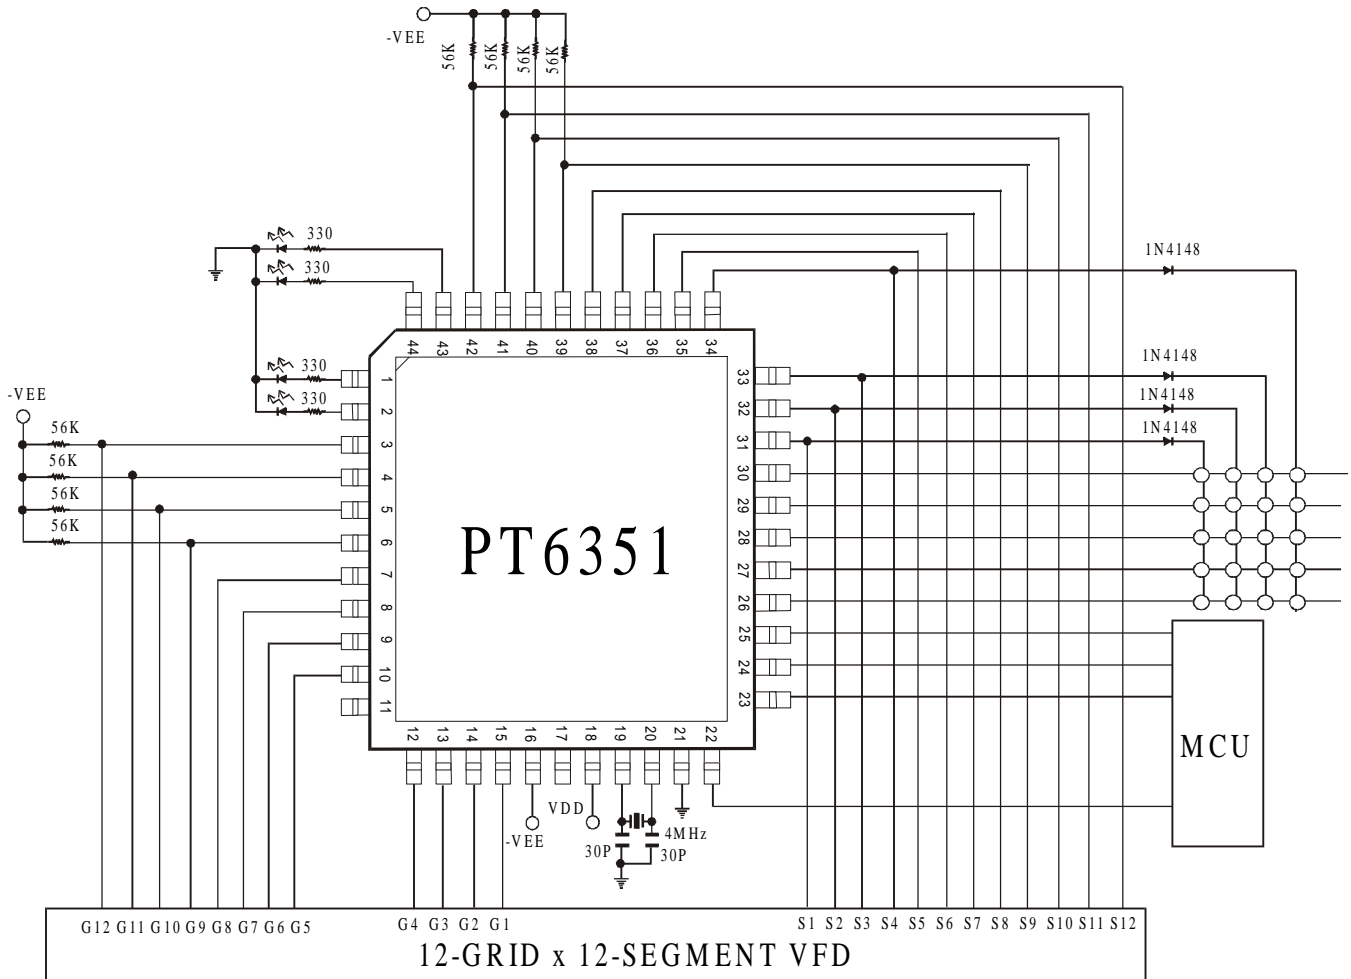 -VEE
56K
56K
56K
56K
330
330
1N4148
44
43
42
41
40
39
38
37
36
35
34
330
330
1
2
3
4
5
6
7
8
9
10
11
33
32
31
30
29
28
27
26
25
24
23
1N4148
1N4148
1N4148
-VEE
56K
56K
56K
56K
PT6351
12
13
14
15
16
17
18
19
20
21
22
MCU
VDD
-VEE
4MHz
30P
30P
G12 G11 G10 G9 G8 G7 G6 G5 G4 G3 G2 G1 S1 S2 S3 S4 S5 S6 S7 S8 S9 S10 S11 S12
12-GRID x 12-SEGMENT VFD